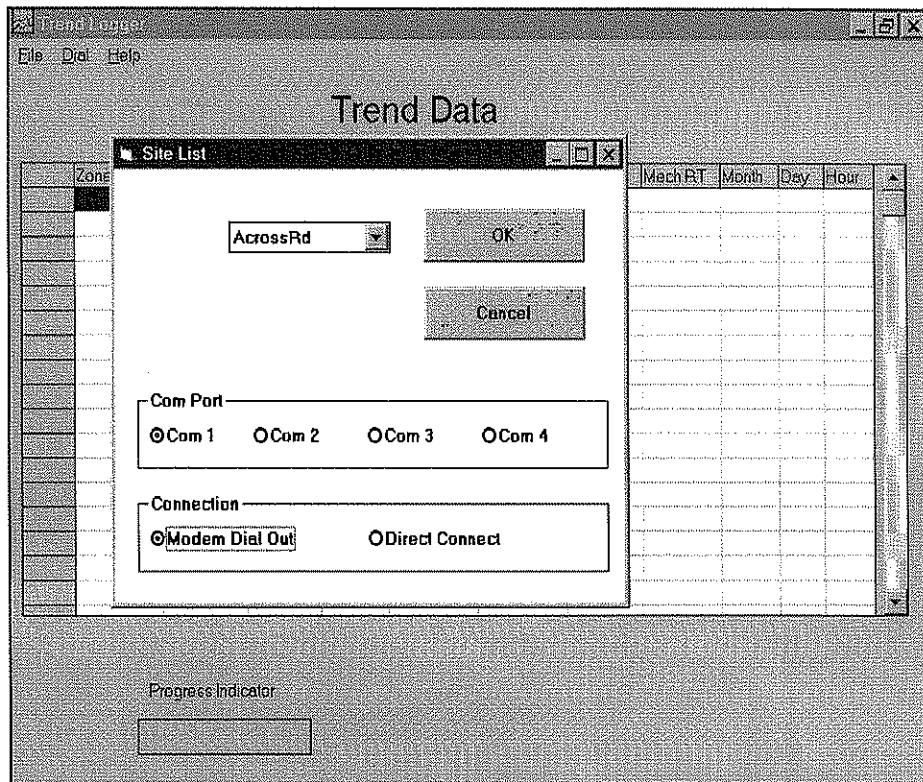 Trend Logger
File Dial Help
Trend Data
Site List
Zone Mech RT Month Day Hour
AcrossRd OK
Cancel
Com Port
Com 1 Com 2 Com 3 Com 4
Connection
Modem Dial Out Direct Connect
Progress Indicator